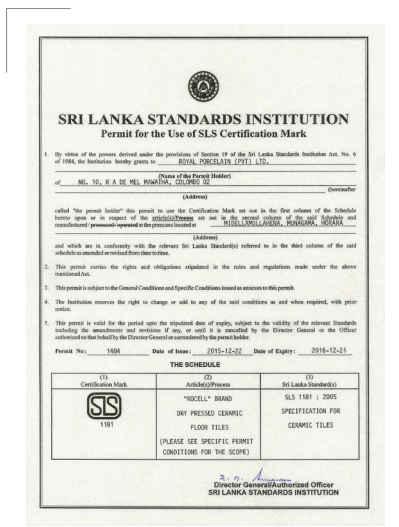 SRI LANKA STANDARDS INSTITUTION
Permit for the Use of SLS Certification Mark
1. By virtue of the powers derived under the provisions of Section 19 of the Sri Lanka Standards Institution Act. No. 6
of 1984, the Institution hereby grants to ROYAL PORCELAIN (PVT) LTD.
(Name of the Permit Holder)
of NO. 10, R A DE MEL MAWATHA, COLOMBO 02
(hereinafter
(Address)
called "the permit holder" this permit to use the Certification Mark set out in the first column of the Schedule
hereto upon or in respect of the article(s)/Process set out in the second column of the said Schedule and
manufactured / processed/ operated at the premises located at MIDELLAMULLAHENA, MUNAGAMA, HORANA
(Address)
and which are in conformity with the relevant Sri Lanka Standard(s) referred to in the third column of the said
schedule as amended or revised from time to time.
2. This permit carries the rights and obligations stipulated in the rules and regulations made under the above
mentioned Act.
3. This permit is subject to the General Conditions and Specific Conditions issued as annexes to this permit.
4. The Institution reserves the right to change or add to any of the said conditions as and when required, with prior
notice.
5. This permit is valid for the period upto the stipulated date of expiry, subject to the validity of the relevant Standards
including the amendments and revisions if any, or until it is cancelled by the Director General or the Officer
authorized on that behalf by the Director General or surrendered by the permit holder.
Permit No: 1484 Date of Issue: 2015-12-22 Date of Expiry: 2016-12-21
THE SCHEDULE
(1) (2) (3)
Certification Mark Article(s)/Process Sri Lanka Standard(s)
SLS
1181
"ROCELL" BRAND
DRY PRESSED CERAMIC
FLOOR TILES
(PLEASE SEE SPECIFIC PERMIT
CONDITIONS FOR THE SCOPE)
SLS 1181 : 2005
SPECIFICATION FOR
CERAMIC TILES
Director General/Authorized Officer
SRI LANKA STANDARDS INSTITUTION